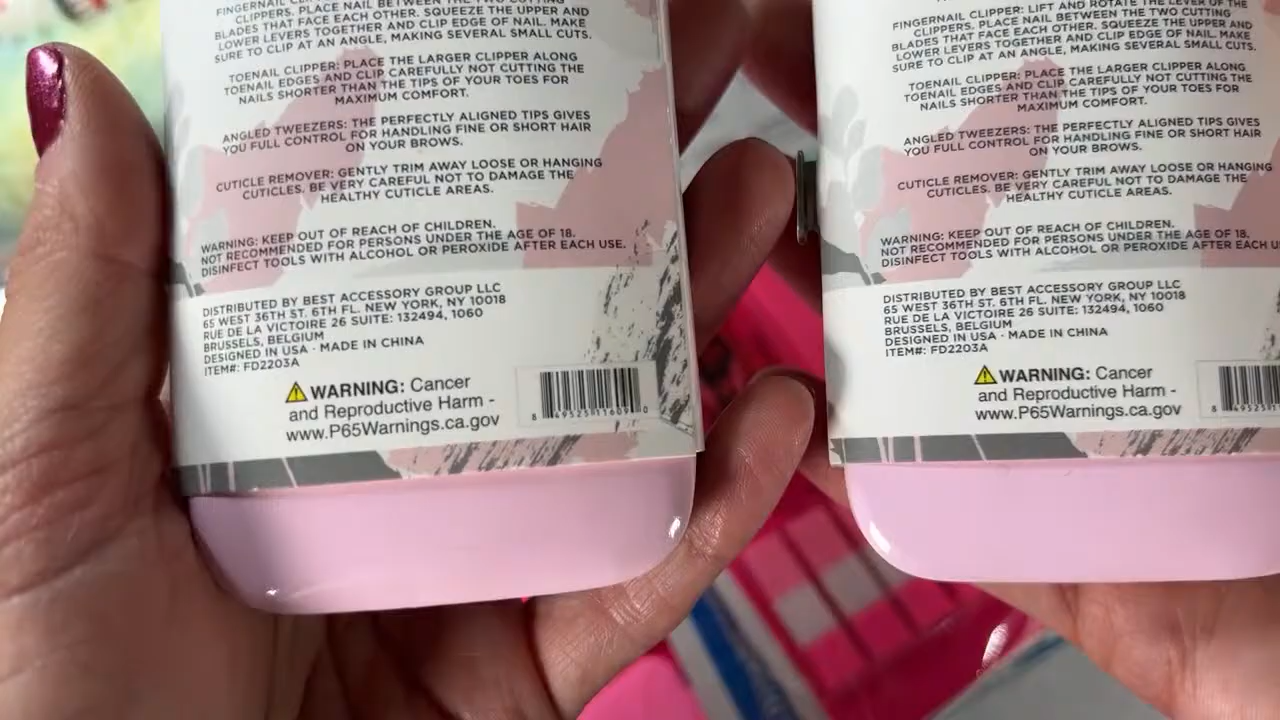 CLIPPERS. PLACE NAIL BETWEEN THE TWO CUTTING
BLADES THAT FACE EACH OTHER. SQUEEZE THE UPPER AND
LOWER LEVERS TOGETHER AND CLIP EDGE OF NAIL. MAKE
SURE TO CLIP AT AN ANGLE, MAKING SEVERAL SMALL CUTS.
TOENAIL CLIPPER: PLACE THE LARGER CLIPPER ALONG
TOENAIL EDGES AND CLIP CAREFULLY NOT CUTTING THE
NAILS SHORTER THAN THE TIPS OF YOUR TOES FOR
MAXIMUM COMFORT.
ANGLED TWEEZERS: THE PERFECTLY ALIGNED TIPS GIVES
YOU FULL CONTROL FOR HANDLING FINE OR SHORT HAIR
ON YOUR BROWS.
CUTICLE REMOVER: GENTLY TRIM AWAY LOOSE OR HANGING
CUTICLES. BE VERY CAREFUL NOT TO DAMAGE THE
HEALTHY CUTICLE AREAS.
WARNING: KEEP OUT OF REACH OF CHILDREN.
NOT RECOMMENDED FOR PERSONS UNDER THE AGE OF 18.
DISINFECT TOOLS WITH ALCOHOL OR PEROXIDE AFTER EACH USE.
DISTRIBUTED BY BEST ACCESSORY GROUP LLC
65 WEST 36TH ST. 6TH FL. NEW YORK, NY 10018
RUE DE LA VICTOIRE 26 SUITE: 132494, 1060
BRUSSELS, BELGIUM
DESIGNED IN USA · MADE IN CHINA
ITEM#: FD2203A
WARNING: Cancer
and Reproductive Harm -
www.P65Warnings.ca.gov
FINGERNAIL CLIPPER: LIFT AND ROTATE THE LEVER OF THE
CLIPPERS. PLACE NAIL BETWEEN THE TWO CUTTING
BLADES THAT FACE EACH OTHER. SQUEEZE THE UPPER AND
LOWER LEVERS TOGETHER AND CLIP EDGE OF NAIL. MAKE
SURE TO CLIP AT AN ANGLE, MAKING SEVERAL SMALL CUTS.
TOENAIL CLIPPER: PLACE THE LARGER CLIPPER ALONG
TOENAIL EDGES AND CLIP CAREFULLY NOT CUTTING THE
NAILS SHORTER THAN THE TIPS OF YOUR TOES FOR
MAXIMUM COMFORT.
ANGLED TWEEZERS: THE PERFECTLY ALIGNED TIPS GIVES
YOU FULL CONTROL FOR HANDLING FINE OR SHORT HAIR
ON YOUR BROWS.
CUTICLE REMOVER: GENTLY TRIM AWAY LOOSE OR HANGING
CUTICLES. BE VERY CAREFUL NOT TO DAMAGE THE
HEALTHY CUTICLE AREAS.
WARNING: KEEP OUT OF REACH OF CHILDREN.
NOT RECOMMENDED FOR PERSONS UNDER THE AGE OF 18.
DISINFECT TOOLS WITH ALCOHOL OR PEROXIDE AFTER EACH U
DISTRIBUTED BY BEST ACCESSORY GROUP LLC
65 WEST 36TH ST. 6TH FL. NEW YORK, NY 10018
RUE DE LA VICTOIRE 26 SUITE: 132494, 1060
BRUSSELS, BELGIUM
DESIGNED IN USA · MADE IN CHINA
ITEM#: FD2203A
WARNING: Cancer
and Reproductive Harm -
www.P65Warnings.ca.gov